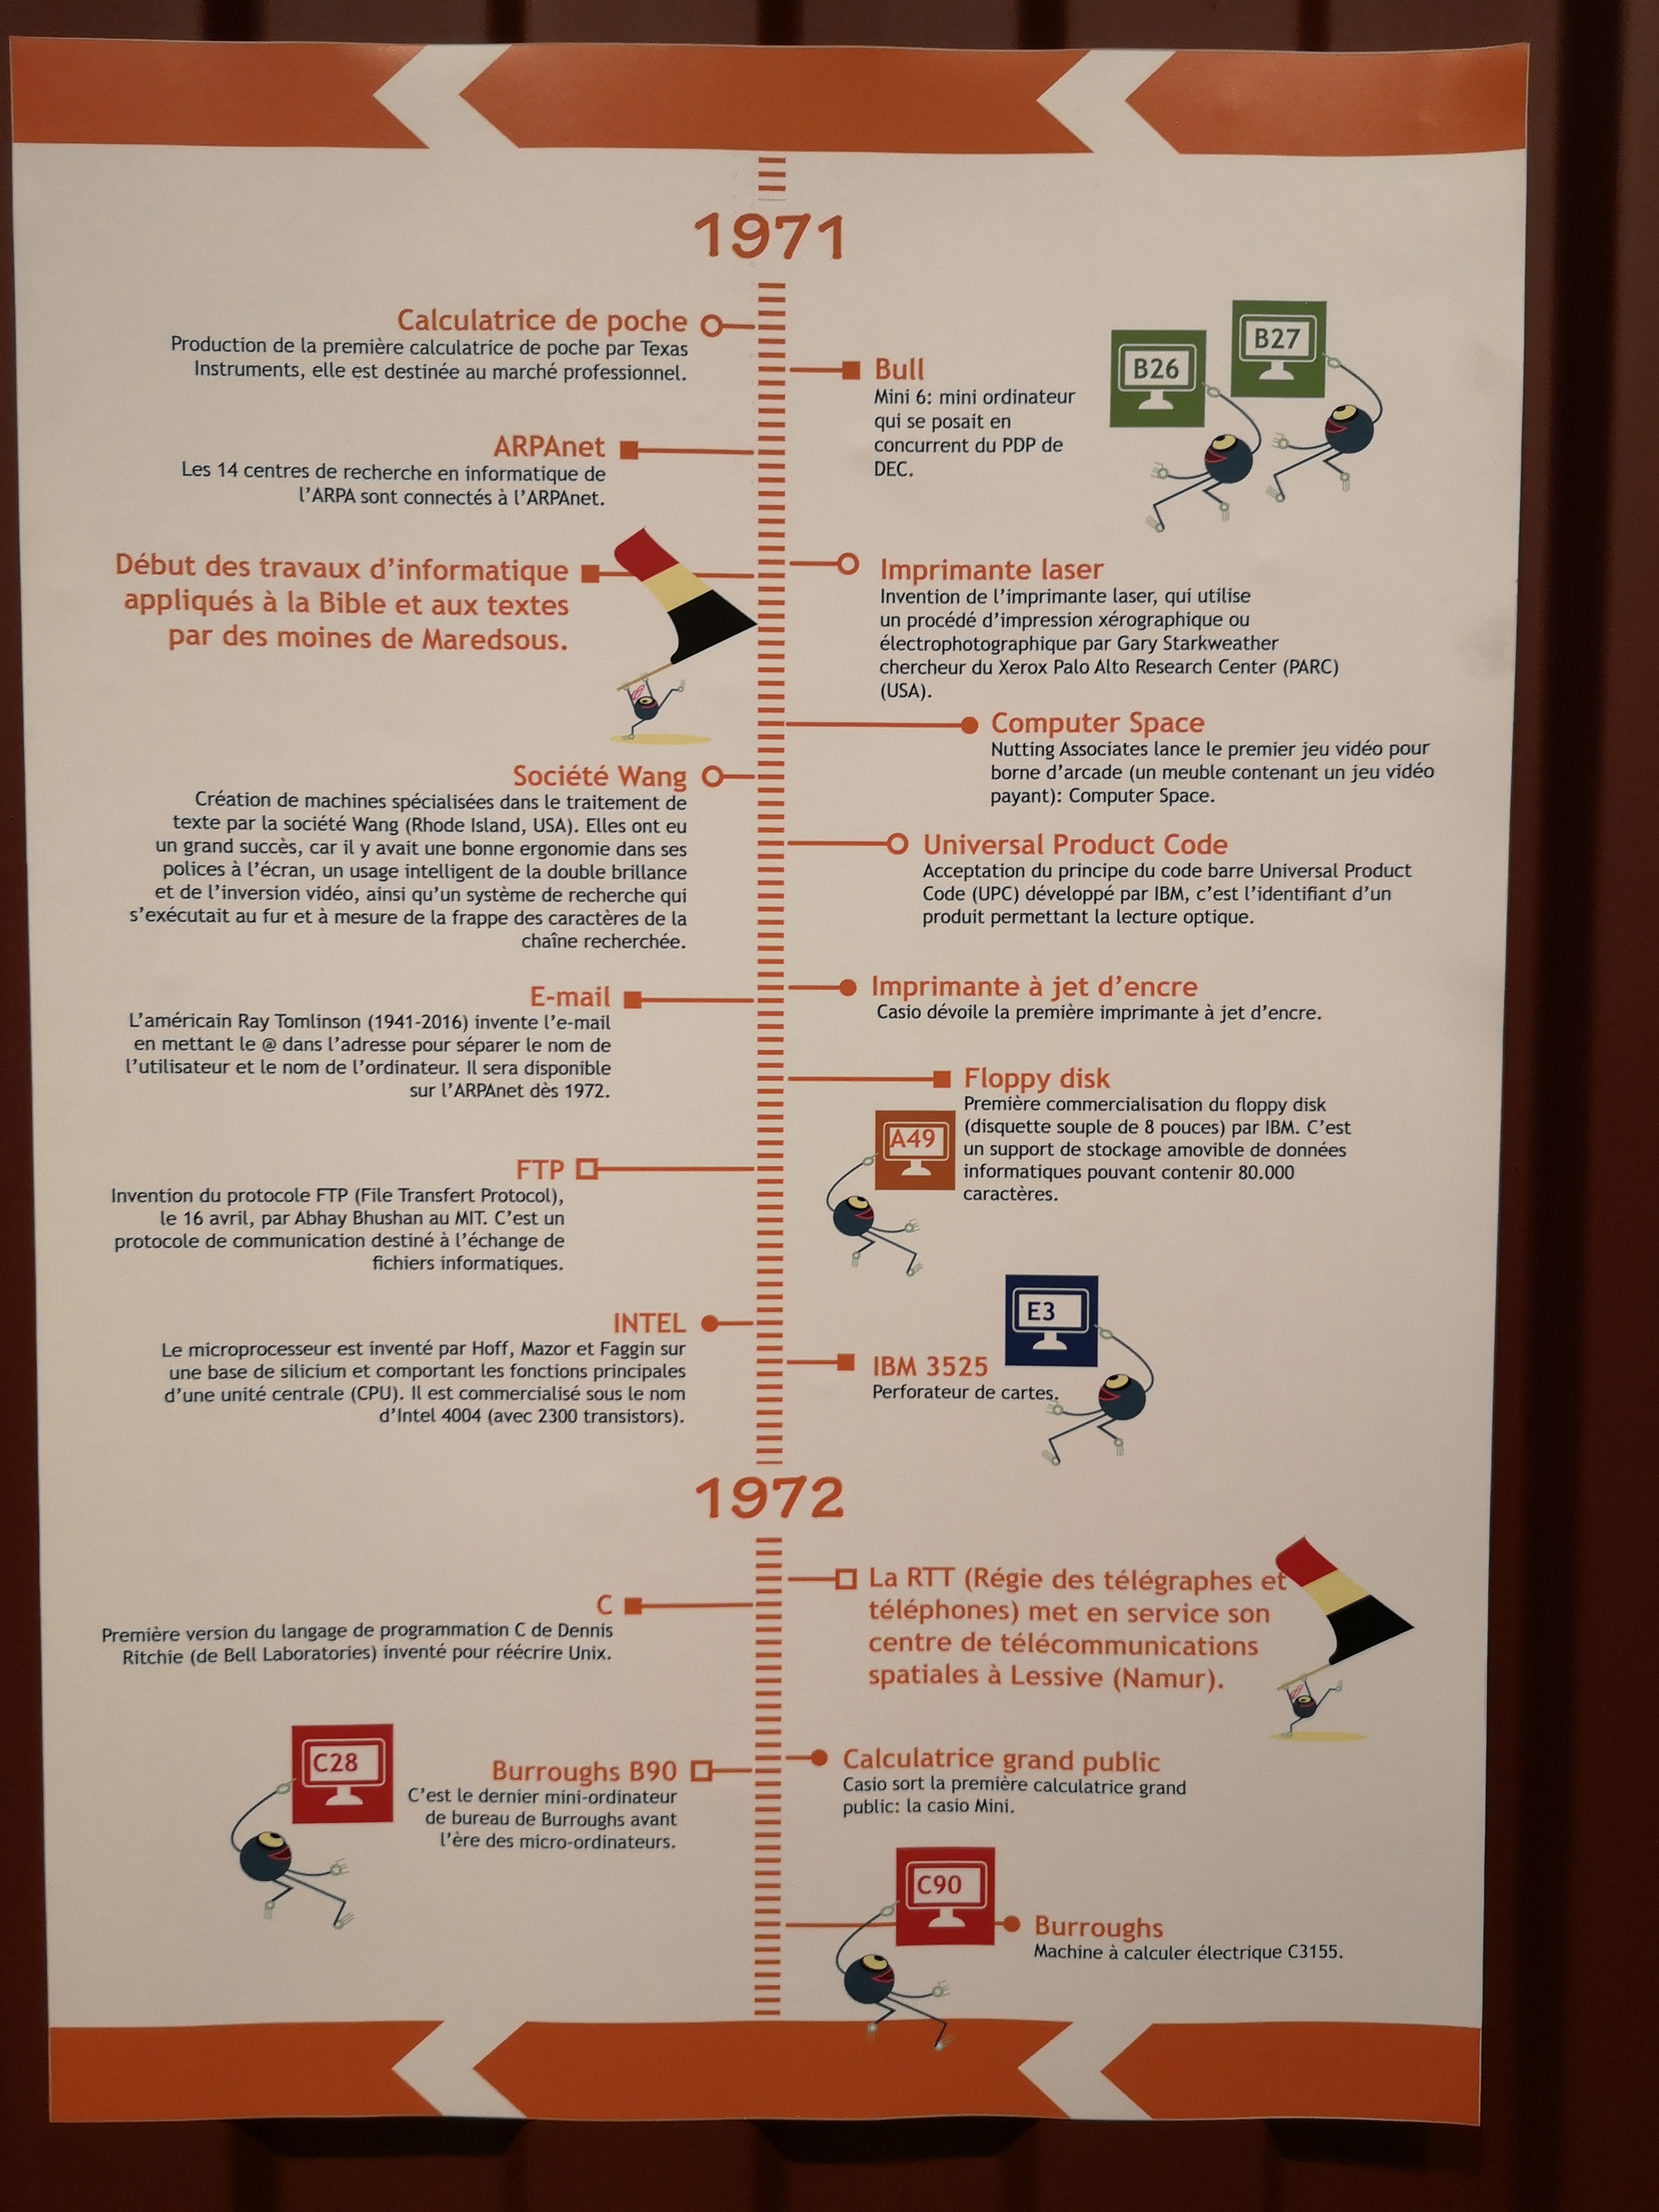 1971
Calculatrice de poche
Production de la première calculatrice de poche par Texas
Instruments, elle est destinée au marché professionnel.
Bull
Mini 6: mini ordinateur
qui se posait en
concurrent du PDP de
DEC.
B26
B27
ARPAnet
Les 14 centres de recherche en informatique de
l'ARPA sont connectés à l'ARPAnet.
Début des travaux d'informatique
appliqués à la Bible et aux textes
par des moines de Maredsous.
Imprimante laser
Invention de l'imprimante laser, qui utilise
un procédé d'impression xérographique ou
électrophotographique par Gary Starkweather
chercheur du Xerox Palo Alto Research Center (PARC)
(USA).
Computer Space
Nutting Associates lance le premier jeu vidéo pour
borne d'arcade (un meuble contenant un jeu vidéo
payant): Computer Space.
Société Wang
Création de machines spécialisées dans le traitement de
texte par la société Wang (Rhode Island, USA). Elles ont eu
un grand succès, car il y avait une bonne ergonomie dans ses
polices à l'écran, un usage intelligent de la double brillance
et de l'inversion vidéo, ainsi qu'un système de recherche qui
s'exécutait au fur et à mesure de la frappe des caractères de la
chaîne recherchée.
Universal Product Code
Acceptation du principe du code barre Universal Product
Code (UPC) développé par IBM, c'est l'identifiant d'un
produit permettant la lecture optique.
E-mail
L'américain Ray Tomlinson (1941-2016) invente l'e-mail
en mettant le @ dans l'adresse pour séparer le nom de
l'utilisateur et le nom de l'ordinateur. Il sera disponible
sur l'ARPAnet dès 1972.
Imprimante à jet d'encre
Casio dévoile la première imprimante à jet d'encre.
Floppy disk
Première commercialisation du floppy disk
(disquette souple de 8 pouces) par IBM. C'est
un support de stockage amovible de données
informatiques pouvant contenir 80.000
caractères.
A49
FTP
Invention du protocole FTP (File Transfert Protocol),
le 16 avril, par Abhay Bhushan au MIT. C'est un
protocole de communication destiné à l'échange de
fichiers informatiques.
INTEL
Le microprocesseur est inventé par Hoff, Mazor et Faggin sur
une base de silicium et comportant les fonctions principales
d'une unité centrale (CPU). Il est commercialisé sous le nom
d'Intel 4004 (avec 2300 transistors).
E3
IBM 3525
Perforateur de cartes.
1972
La RTT (Régie des télégraphes et
téléphones) met en service son
centre de télécommunications
spatiales à Lessive (Namur).
C
Première version du langage de programmation C de Dennis
Ritchie (de Bell Laboratories) inventé pour réécrire Unix.
C28
Burroughs B90
C'est le dernier mini-ordinateur
de bureau de Burroughs avant
l'ère des micro-ordinateurs.
Calculatrice grand public
Casio sort la première calculatrice grand
public: la casio Mini.
C90
Burroughs
Machine à calculer électrique C3155.